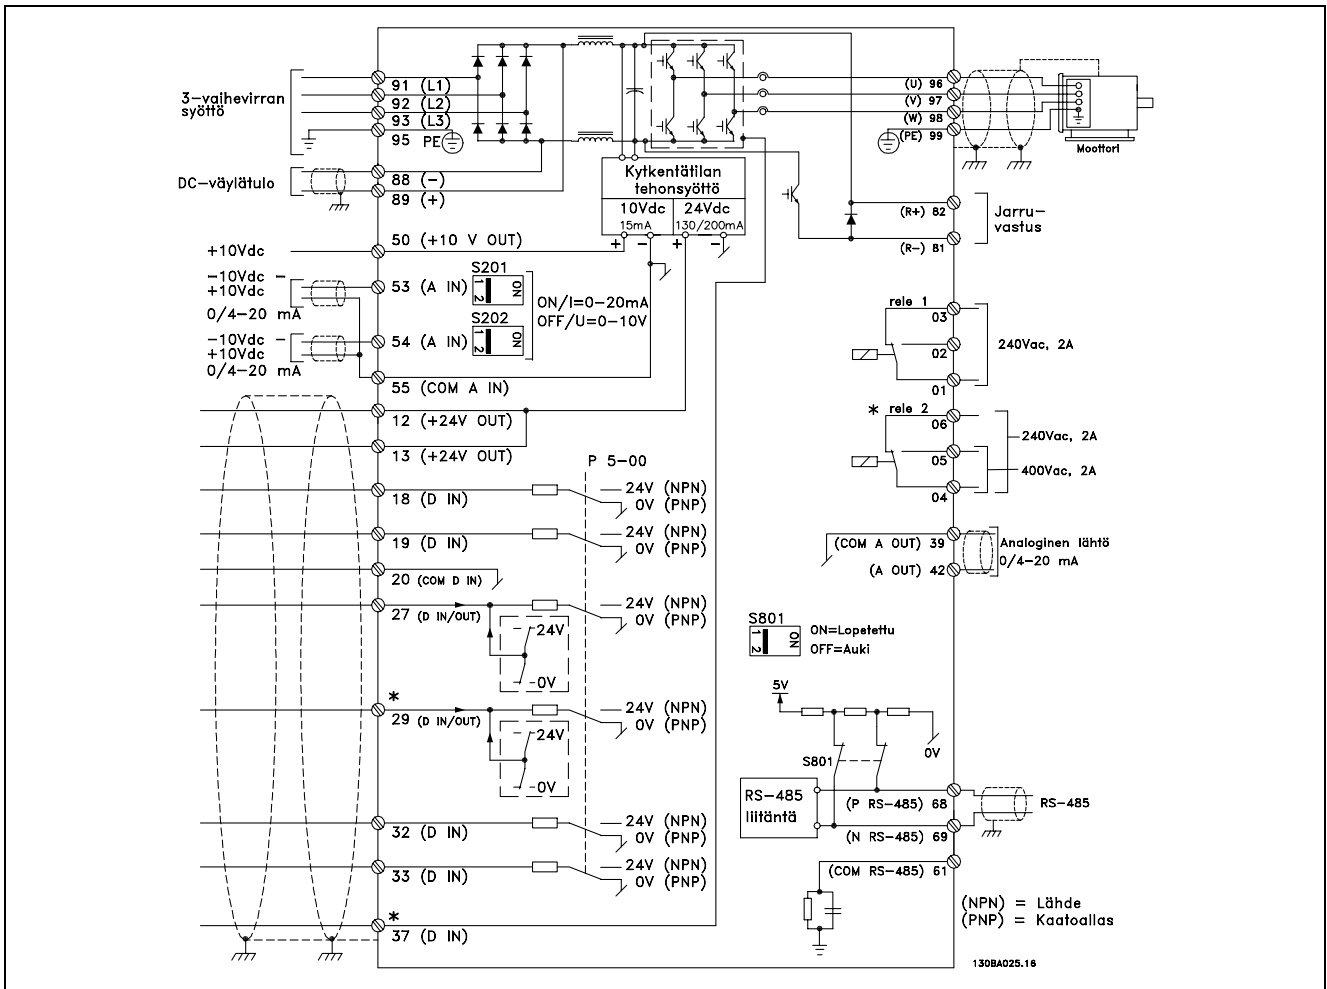 3-vaihevirran
syöttö
91 (L1)
92 (L2)
93 (L3)
95 PE
DC-väylätulo
88 (-)
89 (+)
+10Vdc
50 (+10 V OUT)
-10Vdc -
+10Vdc
0/4-20 mA
53 (A IN)
-10Vdc -
+10Vdc
0/4-20 mA
54 (A IN)
55 (COM A IN)
S201
ON
1 2
S202
ON
1 2
ON/I=0-20mA
OFF/U=0-10V
Kytkentätilan
tehonsyöttö
10Vdc
15mA
24Vdc
130/200mA
+ - + -
12 (+24V OUT)
13 (+24V OUT)
P 5-00
18 (D IN)
24V (NPN)
0V (PNP)
19 (D IN)
24V (NPN)
0V (PNP)
20 (COM D IN)
27 (D IN/OUT)
24V (NPN)
0V (PNP)
24V
0V
*
29 (D IN/OUT)
24V (NPN)
0V (PNP)
24V
0V
32 (D IN)
24V (NPN)
0V (PNP)
33 (D IN)
24V (NPN)
0V (PNP)
*
37 (D IN)
(U) 96
(V) 97
(W) 98
(PE) 99
Moottori
(R+) 82
(R-) 81
Jarru-
vastus
rele 1
03
02
01
240Vac, 2A
* rele 2
06
05
04
240Vac, 2A
400Vac, 2A
(COM A OUT) 39
(A OUT) 42
Analoginen lähtö
0/4-20 mA
S801
ON
1 2
ON=Lopetettu
OFF=Auki
5V
0V
S801
RS-485
liitäntä
(P RS-485) 68
(N RS-485) 69
(COM RS-485) 61
RS-485
(NPN) = Lähde
(PNP) = Kaatoallas
130BA025.16